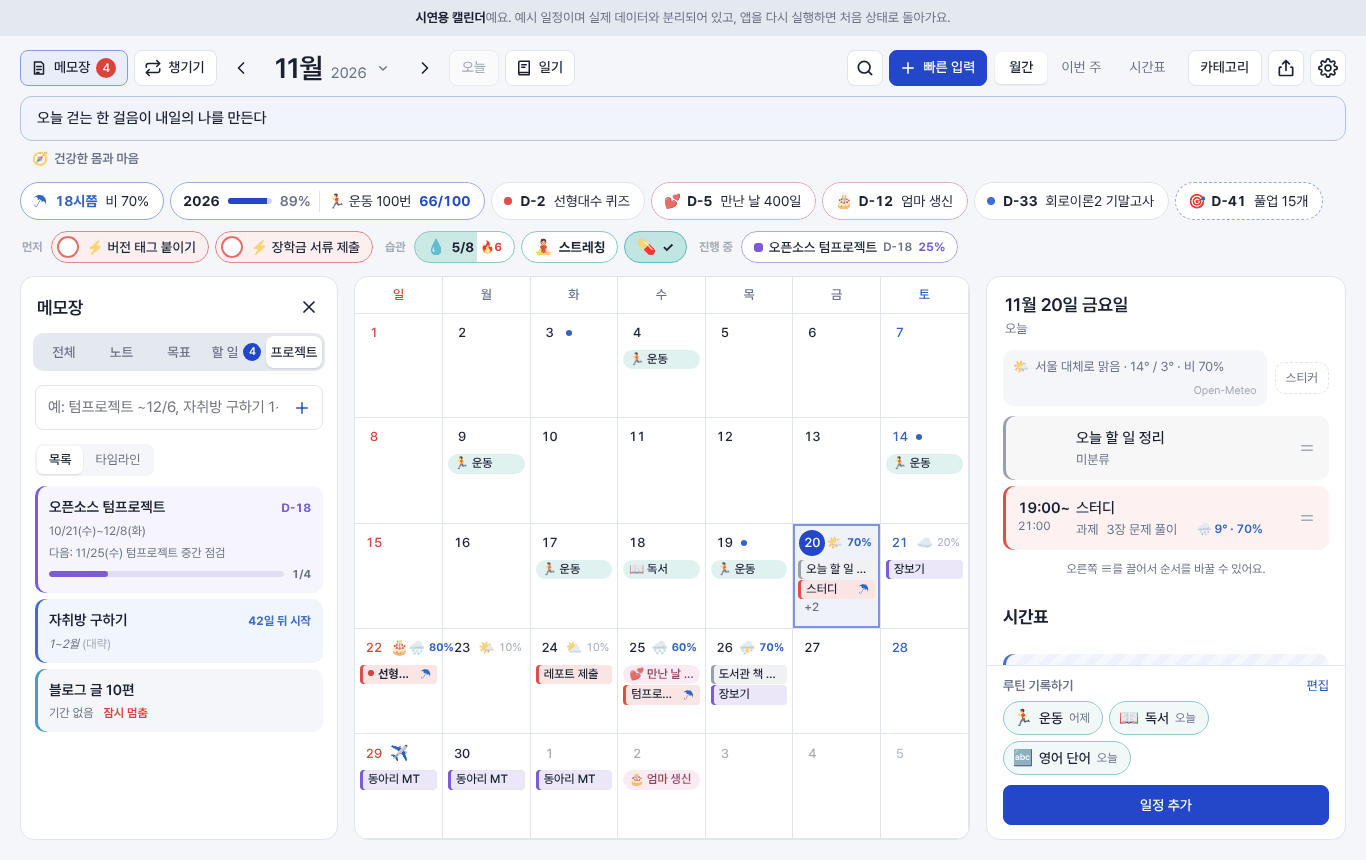 시연용 캘린더예요. 예시 일정이며 실제 데이터와 분리되어 있고, 앱을 다시 실행하면 처음 상태로 돌아가요.
메모장 4 챙기기 11월 2026 오늘 일기 빠른 입력 월간 이번 주 시간표 카테고리
오늘 걷는 한 걸음이 내일의 나를 만든다
건강한 몸과 마음
18시쯤 비 70% 2026 89% 운동 100번 66/100 D-2 선형대수 퀴즈 D-5 만난 날 400일 D-12 엄마 생신 D-33 회로이론2 기말고사 D-41 풀업 15개
먼저 버전 태그 붙이기 장학금 서류 제출 습관 5/8 6 스트레칭 진행 중 오픈소스 텀프로젝트 D-18 25%
메모장
전체 노트 목표 할 일 4 프로젝트
예: 텀프로젝트 ~12/6, 자취방 구하기 1-
목록 타임라인
오픈소스 텀프로젝트 D-18
10/21(수)~12/8(화)
다음: 11/25(수) 텀프로젝트 중간 점검
1/4
자취방 구하기 42일 뒤 시작
1~2월 (대략)
블로그 글 10편
기간 없음 잠시 멈춤
일 월 화 수 목 금 토
1 2 3 4 5 6 7
운동
8 9 10 11 12 13 14
운동 운동
15 16 17 18 19 20 70% 21 20%
운동 독서 운동 오늘 할 일 ... 장보기
스터디
+2
22 80% 23 10% 24 10% 25 60% 26 70% 27 28
선형... 레포트 제출 만난 날 ... 도서관 책 ...
텀프로... 장보기
29 30 1 2 3 4 5
동아리 MT 동아리 MT 동아리 MT 엄마 생신
11월 20일 금요일
오늘
서울 대체로 맑음 · 14° / 3° · 비 70%
Open-Meteo
스티커
오늘 할 일 정리
미분류
19:00~ 스터디
21:00 과제 3장 문제 풀이 9° · 70%
오른쪽 ≡를 끌어서 순서를 바꿀 수 있어요.
시간표
루틴 기록하기 편집
운동 어제 독서 오늘
abc 영어 단어 오늘
일정 추가